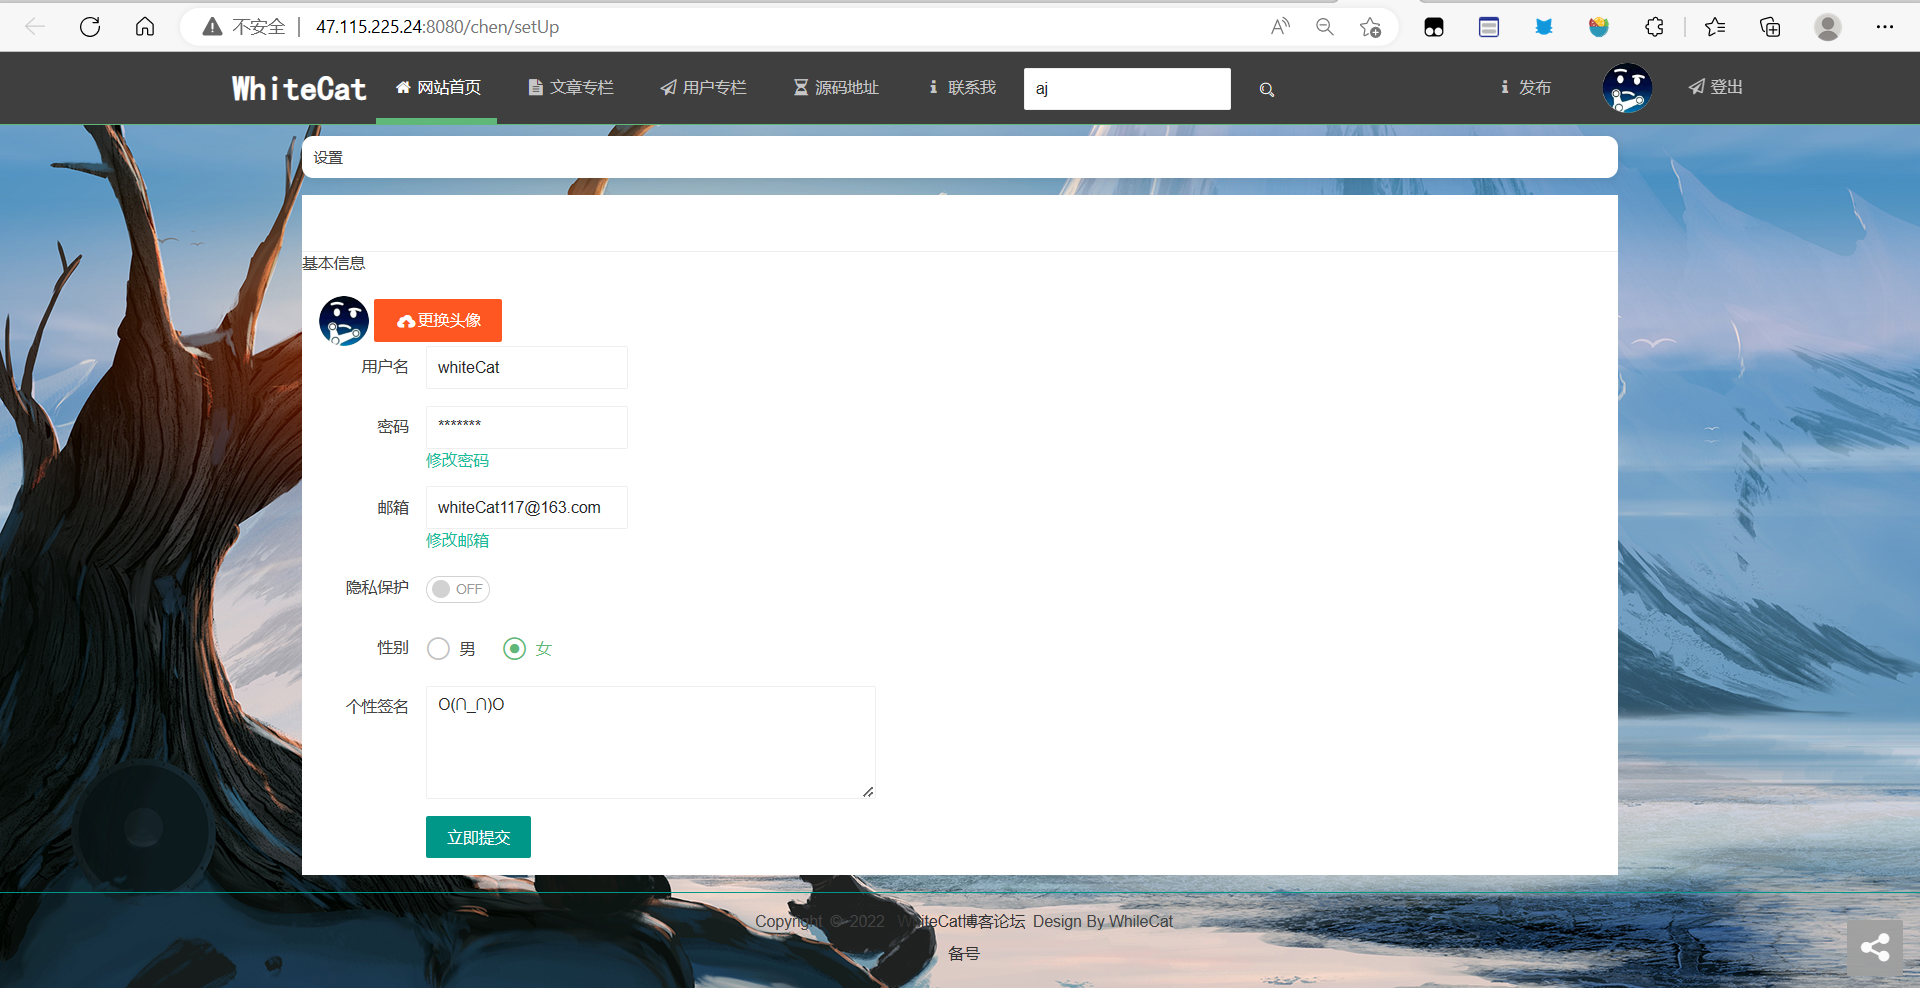 不安全 | 47.115.225.24:8080/chen/setUp
WhiteCat 网站首页 文章专栏 用户专栏 源码地址 联系我 aj 发布 登出
设置
基本信息
更换头像
用户名 whiteCat
密码 *******
修改密码
邮箱 whiteCat117@163.com
修改邮箱
隐私保护 OFF
性别 男 女
个性签名 O(∩_∩)O
立即提交
Copyright © 2022 WhiteCat博客论坛 Design By WhileCat
备号